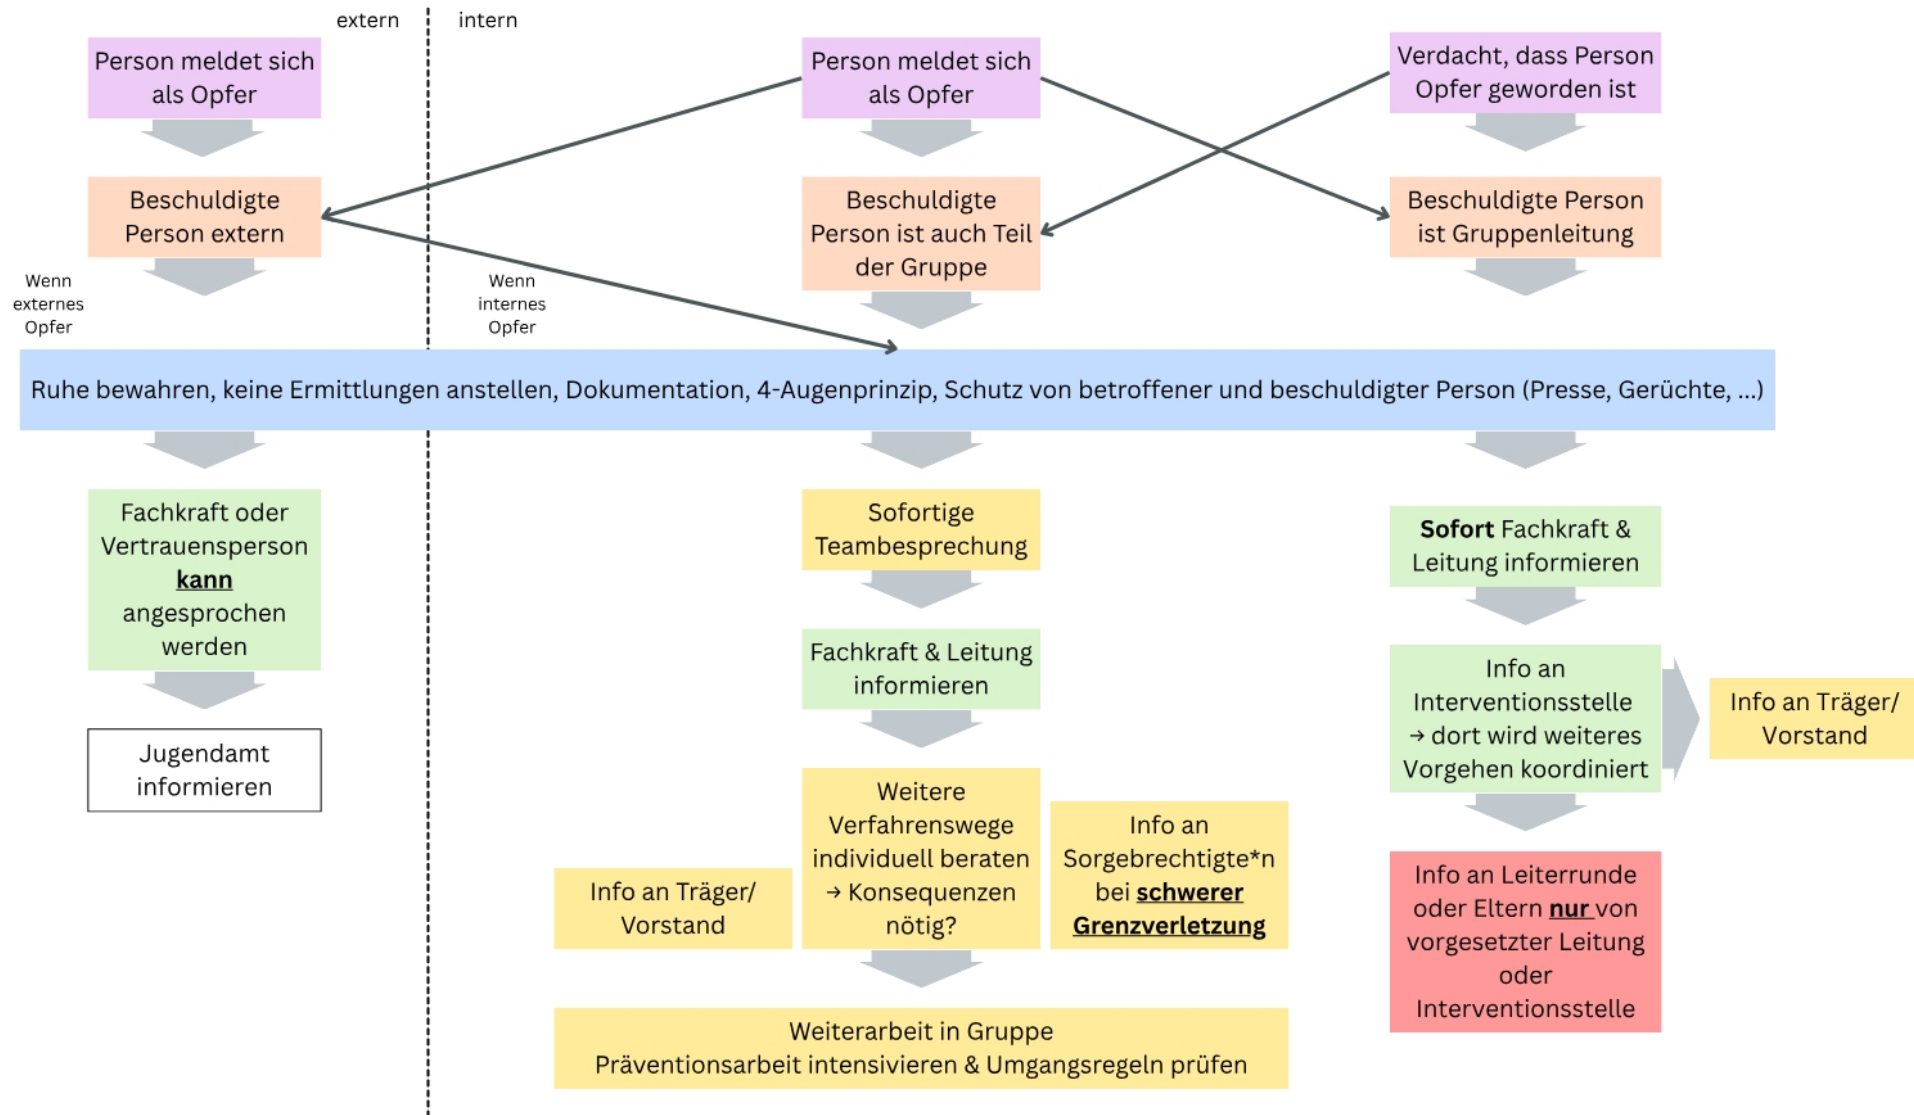 extern
intern
Person meldet sich
als Opfer
Person meldet sich
als Opfer
Verdacht, dass Person
Opfer geworden ist
Beschuldigte
Person extern
Beschuldigte
Person ist auch Teil
der Gruppe
Beschuldigte Person
ist Gruppenleitung
Wenn
externes
Opfer
Wenn
internes
Opfer
Ruhe bewahren, keine Ermittlungen anstellen, Dokumentation, 4-Augenprinzip, Schutz von betroffener und beschuldigter Person (Presse, Gerüchte, ...)
Fachkraft oder
Vertrauensperson
kann
angesprochen
werden
Jugendamt
informieren
Sofortige
Teambesprechung
Fachkraft & Leitung
informieren
Info an Träger/
Vorstand
Weitere
Verfahrenswege
individuell beraten
→ Konsequenzen
nötig?
Info an
Sorgebrechtigte*n
bei schwerer
Grenzverletzung
Weiterarbeit in Gruppe
Präventionsarbeit intensivieren & Umgangsregeln prüfen
Sofort Fachkraft &
Leitung informieren
Info an
Interventionsstelle
→ dort wird weiteres
Vorgehen koordiniert
Info an Träger/
Vorstand
Info an Leiterrunde
oder Eltern nur von
vorgesetzter Leitung
oder
Interventionsstelle